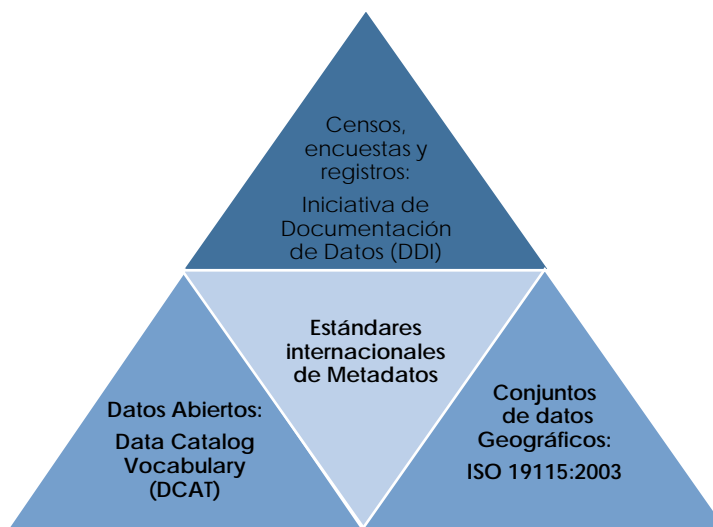 Censos,
encuestas y
registros:
Iniciativa de
Documentación
de Datos (DDI)
Estándares
internacionales
de Metadatos
Datos Abiertos:
Data Catalog
Vocabulary
(DCAT)
Conjuntos
de datos
Geográficos:
ISO 19115:2003